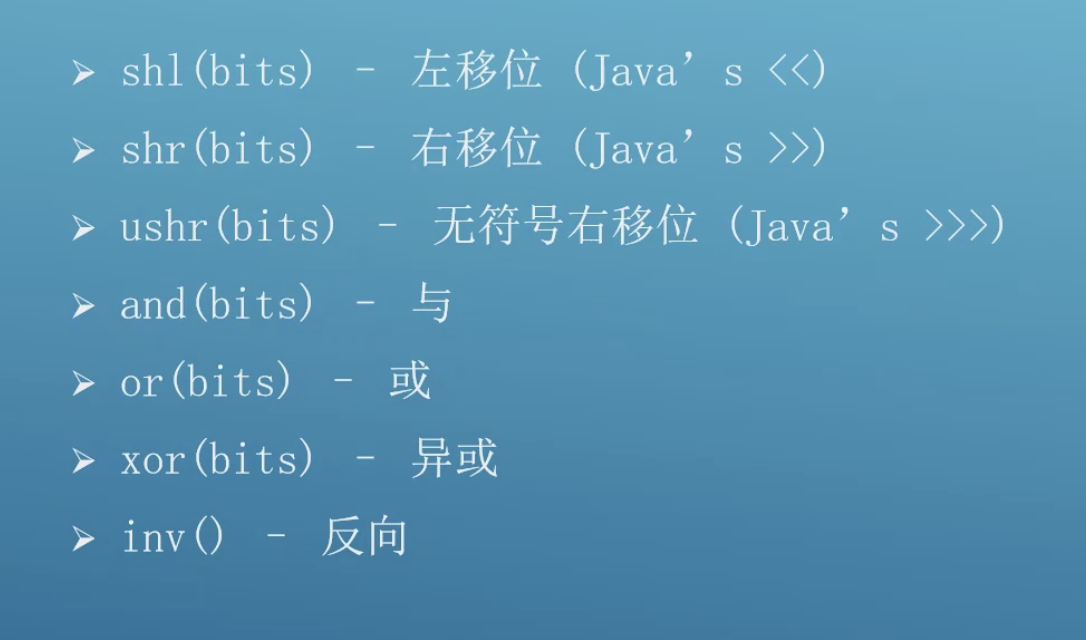 ➢ shl(bits) – 左移位 (Java’s <<)
➢ shr(bits) – 右移位 (Java’s >>)
➢ ushr(bits) – 无符号右移位 (Java’s >>>)
➢ and(bits) – 与
➢ or(bits) – 或
➢ xor(bits) – 异或
➢ inv() – 反向